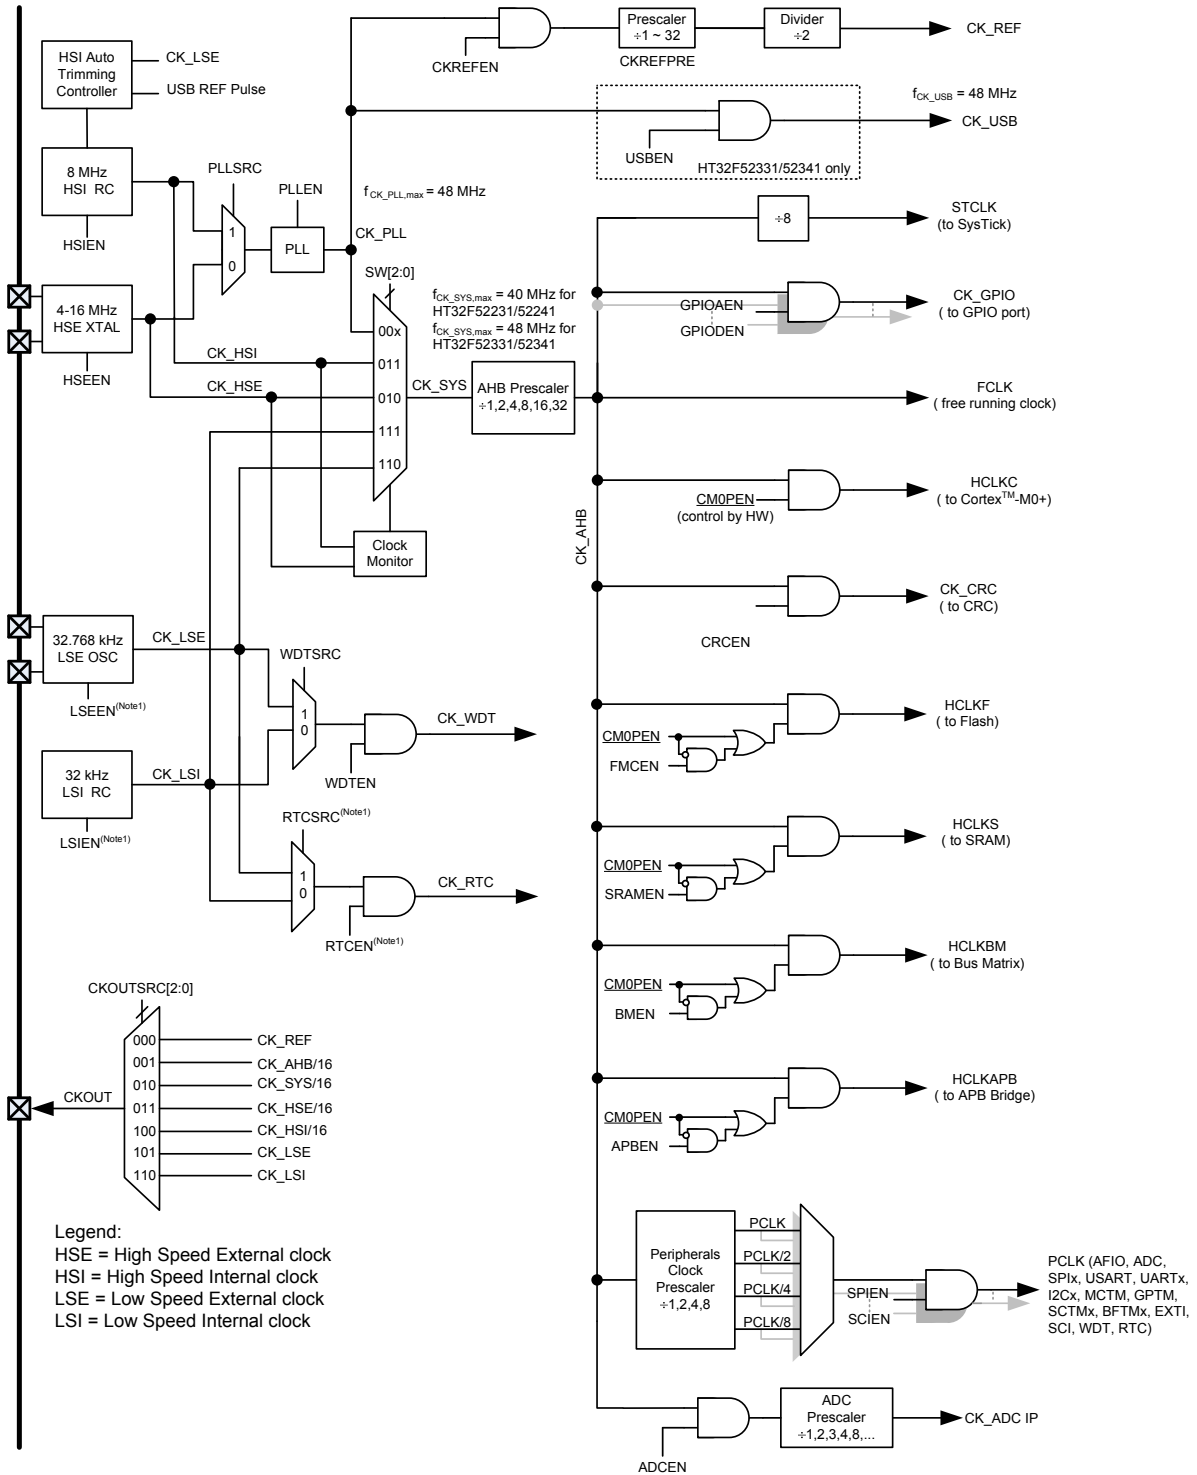 Prescaler
÷1 ~ 32
CKREFPRE
CKREFEN
Divider
÷2
CK_REF
HSI Auto
Trimming
Controller
CK_LSE
USB REF Pulse
fCK_USB = 48 MHz
CK_USB
USBEN
HT32F52331/52341 only
8 MHz
HSI RC
HSIEN
PLLSRC
1
0
PLLEN
PLL
fCK_PLL,max = 48 MHz
CK_PLL
÷8
STCLK
(to SysTick)
4-16 MHz
HSE XTAL
HSEEN
SW[2:0]
00x
011
010
111
110
fCK_SYS,max = 40 MHz for
HT32F52231/52241
fCK_SYS,max = 48 MHz for
HT32F52331/52341
GPIOAEN
GPIODEN
CK_GPIO
( to GPIO port)
CK_HSI
CK_HSE
CK_SYS
AHB Prescaler
÷1,2,4,8,16,32
FCLK
( free running clock)
CM0PEN
(control by HW)
HCLKC
( to Cortex™-M0+)
CK_AHB
Clock
Monitor
CRCEN
CK_CRC
( to CRC)
32.768 kHz
LSE OSC
LSEEN(Note1)
CK_LSE
WDTSRC
1
0
WDTEN
CK_WDT
CM0PEN
FMCEN
HCLKF
( to Flash)
32 kHz
LSI RC
LSIEN(Note1)
CK_LSI
RTCSRC(Note1)
1
0
RTCEN(Note1)
CK_RTC
CM0PEN
SRAMEN
HCLKS
( to SRAM)
CM0PEN
BMEN
HCLKBM
( to Bus Matrix)
CKOUTSRC[2:0]
000 CK_REF
001 CK_AHB/16
010 CK_SYS/16
CKOUT 011 CK_HSE/16
100 CK_HSI/16
101 CK_LSE
110 CK_LSI
CM0PEN
APBEN
HCLKAPB
( to APB Bridge)
Legend:
HSE = High Speed External clock
HSI = High Speed Internal clock
LSE = Low Speed External clock
LSI = Low Speed Internal clock
Peripherals
Clock
Prescaler
÷1,2,4,8
PCLK
PCLK/2
PCLK/4
PCLK/8
SPIEN
SCIEN
PCLK (AFIO, ADC,
SPIx, USART, UARTx,
I2Cx, MCTM, GPTM,
SCTMx, BFTMx, EXTI,
SCI, WDT, RTC)
ADCEN
ADC
Prescaler
÷1,2,3,4,8,...
CK_ADC IP